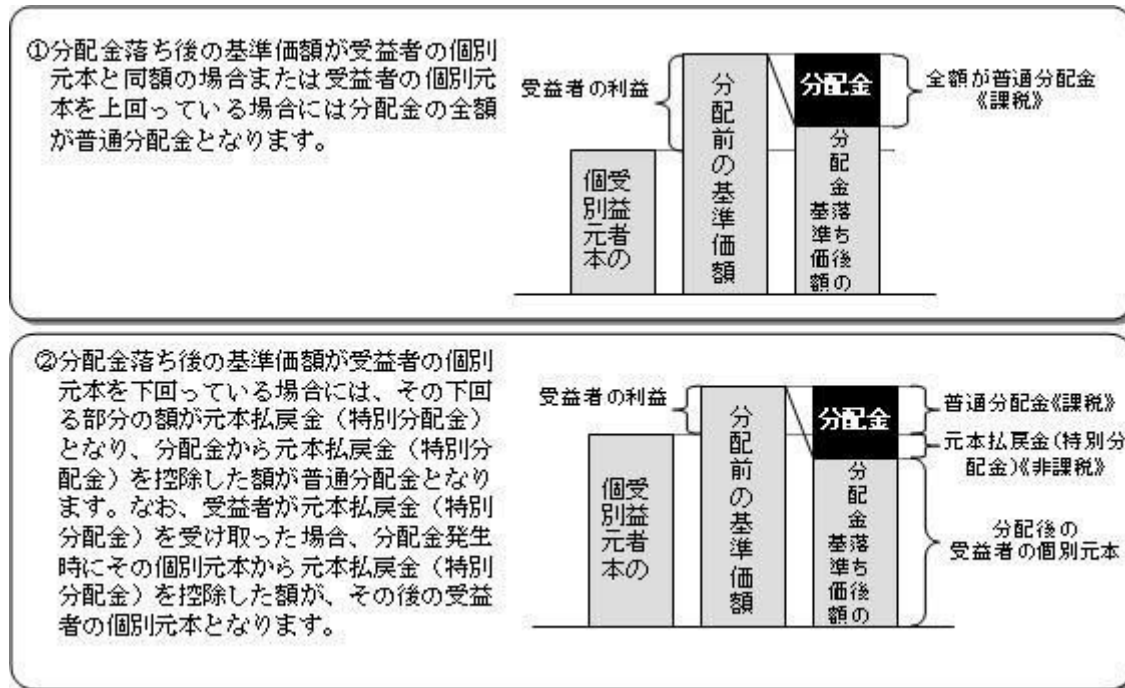 ①分配金落ち後の基準価額が受益者の個別
元本と同額の場合または受益者の個別元
本を上回っている場合には分配金の全額
が普通分配金となります。
受益者の利益
受益者の
個別元本
分配前の基準価額
分配金
分配金落ち後の
基準価額
全額が普通分配金
《課税》
②分配金落ち後の基準価額が受益者の個別
元本を下回っている場合には、その下回
る部分の額が元本払戻金（特別分配金）
となり、分配金から元本払戻金（特別分
配金）を控除した額が普通分配金となり
ます。なお、受益者が元本払戻金（特別
分配金）を受け取った場合、分配金発生
時にその個別元本から元本払戻金（特別
分配金）を控除した額が、その後の受益
者の個別元本となります。
受益者の利益
受益者の
個別元本
分配前の基準価額
分配金
分配金落ち後の
基準価額
普通分配金《課税》
元本払戻金（特別分
配金）《非課税》
分配後の
受益者の個別元本